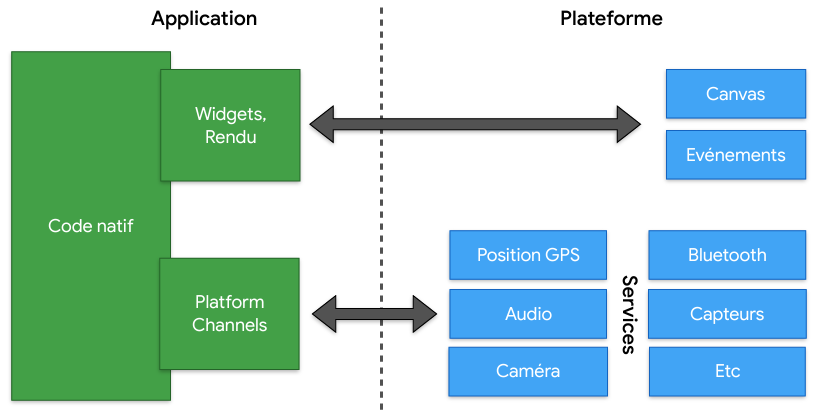 Application
Plateforme
Code natif
Widgets,
Rendu
Canvas
Evénements
Platform
Channels
Position GPS
Audio
Caméra
Services
Bluetooth
Capteurs
Etc